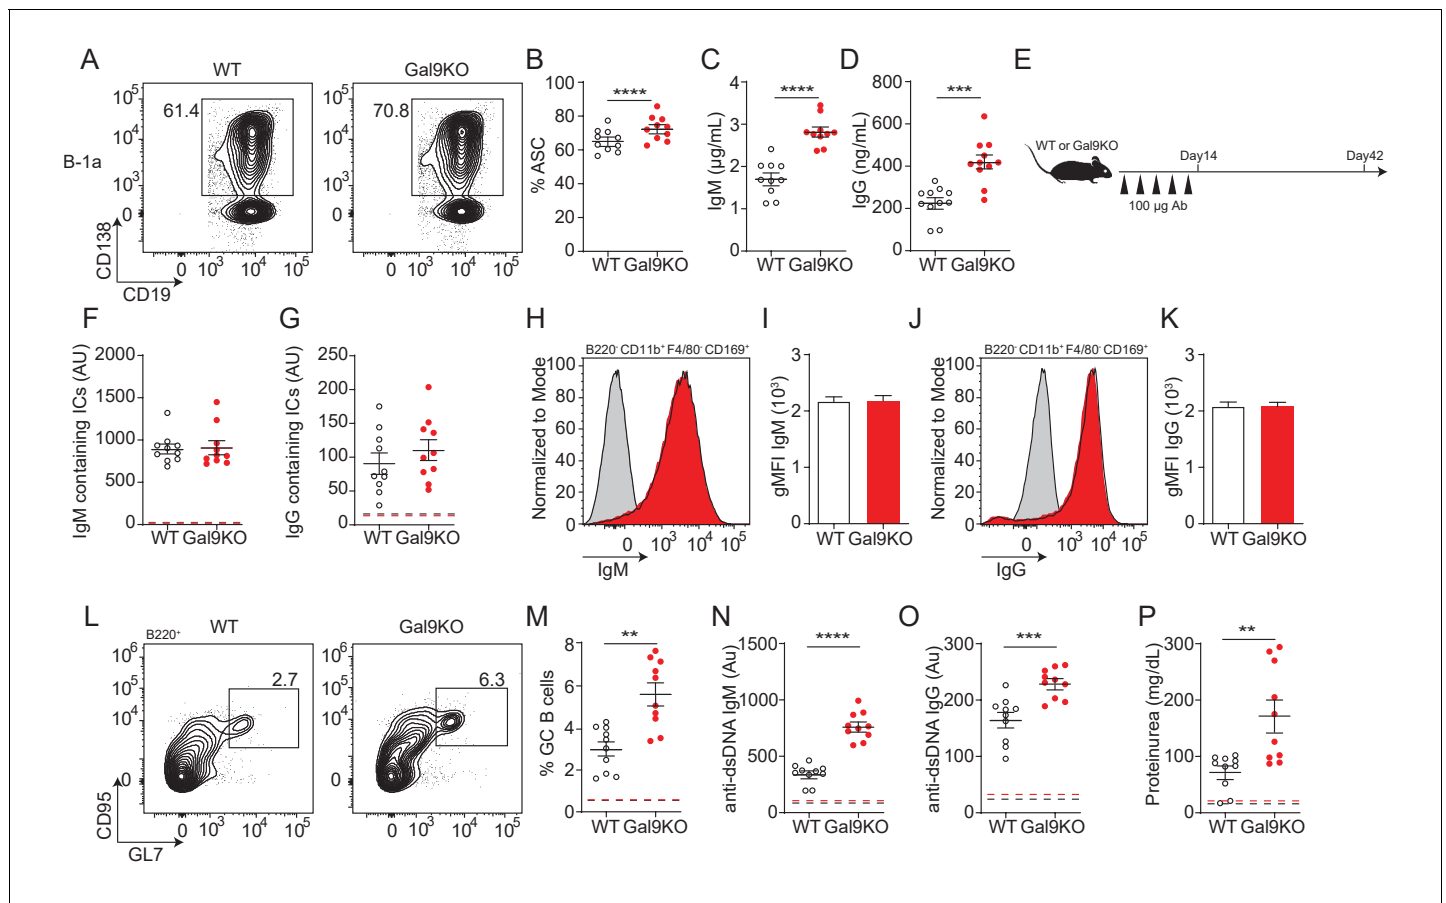 A
WT
Gal9KO
B-1a
61.4
70.8
10⁵
10⁴
10³
0
10⁵
10⁴
10³
0
0 10³ 10⁴ 10⁵
0 10³ 10⁴ 10⁵
CD138
CD19
B
****
% ASC
100
80
60
40
20
0
WT Gal9KO
C
****
IgM (µg/mL)
4
3
2
1
0
WT Gal9KO
D
***
IgG (ng/mL)
800
600
400
200
0
WT Gal9KO
E
WT or Gal9KO
Day14
Day42
100 µg Ab
F
IgM containing ICs (AU)
2000
1500
1000
500
0
WT Gal9KO
G
IgG containing ICs (AU)
250
200
150
100
50
0
WT Gal9KO
H
B220⁻ CD11b⁺ F4/80⁻ CD169⁺
Normalized to Mode
100
80
60
40
20
0
0 10³ 10⁴ 10⁵
IgM
I
gMFI IgM (10³)
3
2
1
0
WT Gal9KO
J
B220⁻ CD11b⁺ F4/80⁻ CD169⁺
Normalized to Mode
100
80
60
40
20
0
0 10³ 10⁴ 10⁵
IgG
K
gMFI IgG (10³)
3
2
1
0
WT Gal9KO
L
B220⁺
WT
Gal9KO
2.7
6.3
10⁶
10⁵
10⁴
0
10⁶
10⁵
10⁴
0
0 10³ 10⁴ 10⁵
0 10³ 10⁴ 10⁵
CD95
GL7
M
**
% GC B cells
8
6
4
2
0
WT Gal9KO
N
****
anti-dsDNA IgM (Au)
1500
1000
500
0
WT Gal9KO
O
***
anti-dsDNA IgG (Au)
300
200
100
0
WT Gal9KO
P
**
Proteinurea (mg/dL)
300
200
100
0
WT Gal9KO